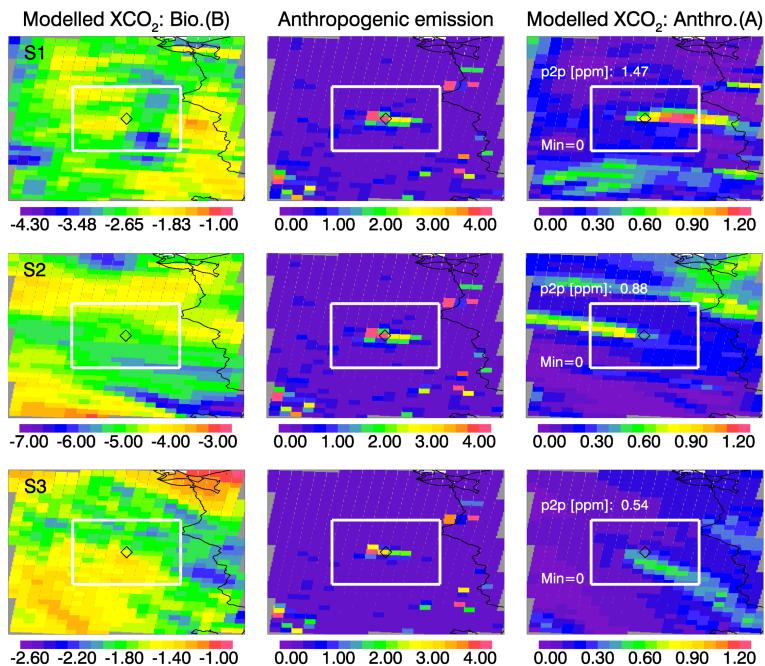 Modelled XCO₂: Bio.(B) Anthropogenic emission Modelled XCO₂: Anthro.(A)
S1 p2p [ppm]: 1.47
Min=0
-4.30 -3.48 -2.65 -1.83 -1.00 0.00 1.00 2.00 3.00 4.00 0.00 0.30 0.60 0.90 1.20
S2 p2p [ppm]: 0.88
Min=0
-7.00 -6.00 -5.00 -4.00 -3.00 0.00 1.00 2.00 3.00 4.00 0.00 0.30 0.60 0.90 1.20
S3 p2p [ppm]: 0.54
Min=0
-2.60 -2.20 -1.80 -1.40 -1.00 0.00 1.00 2.00 3.00 4.00 0.00 0.30 0.60 0.90 1.20